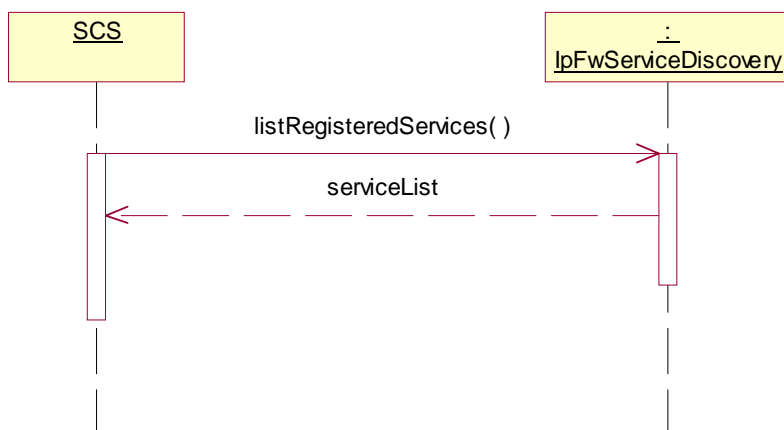 SCS
:
IpFwServiceDiscovery
listRegisteredServices( )
serviceList